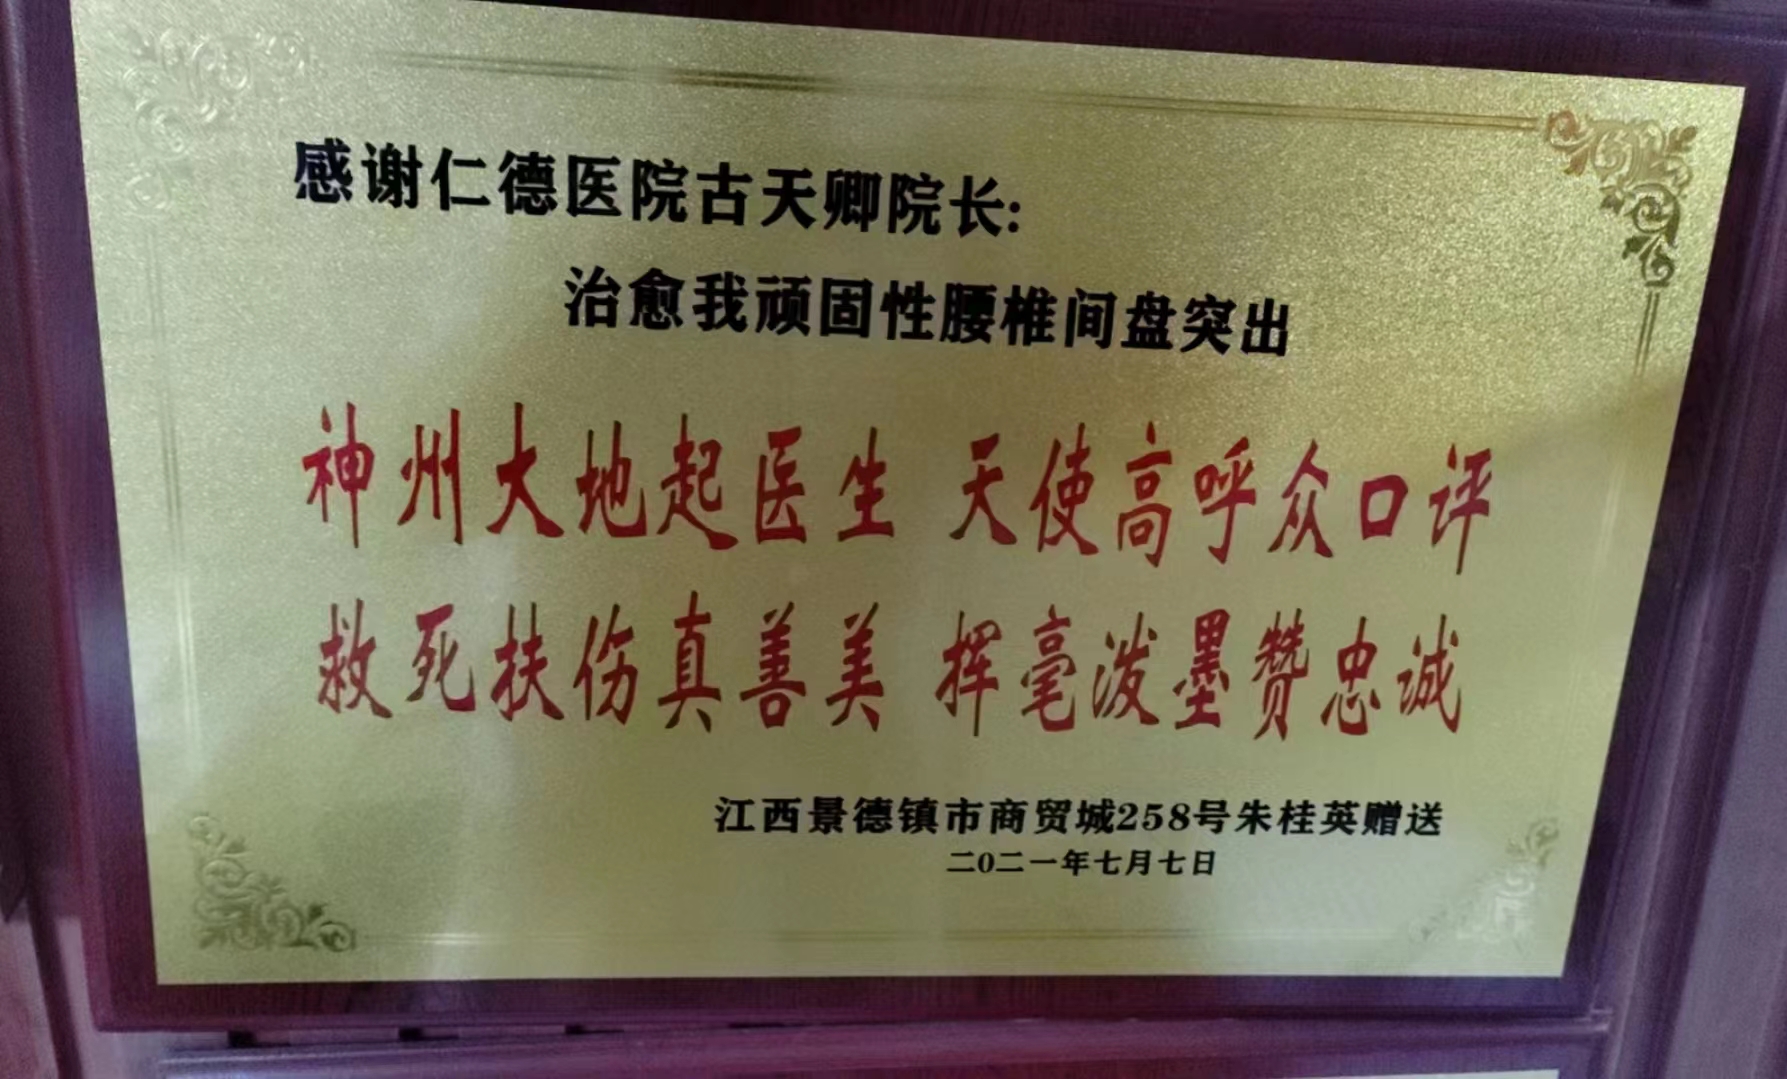 感谢仁德医院古天卿院长:
治愈我顽固性腰椎间盘突出
神州大地起医生 天使高呼众口评
救死扶伤真善美 挥毫泼墨赞忠诚
江西景德镇市商贸城258号朱桂英赠送
二0二一年七月七日